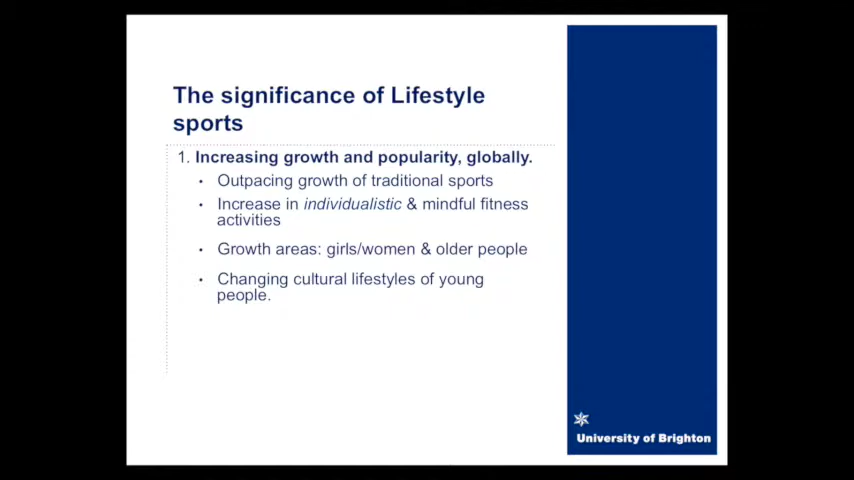 The significance of Lifestyle
sports
1. Increasing growth and popularity, globally.
• Outpacing growth of traditional sports
• Increase in individualistic & mindful fitness
activities
• Growth areas: girls/women & older people
• Changing cultural lifestyles of young
people.
University of Brighton